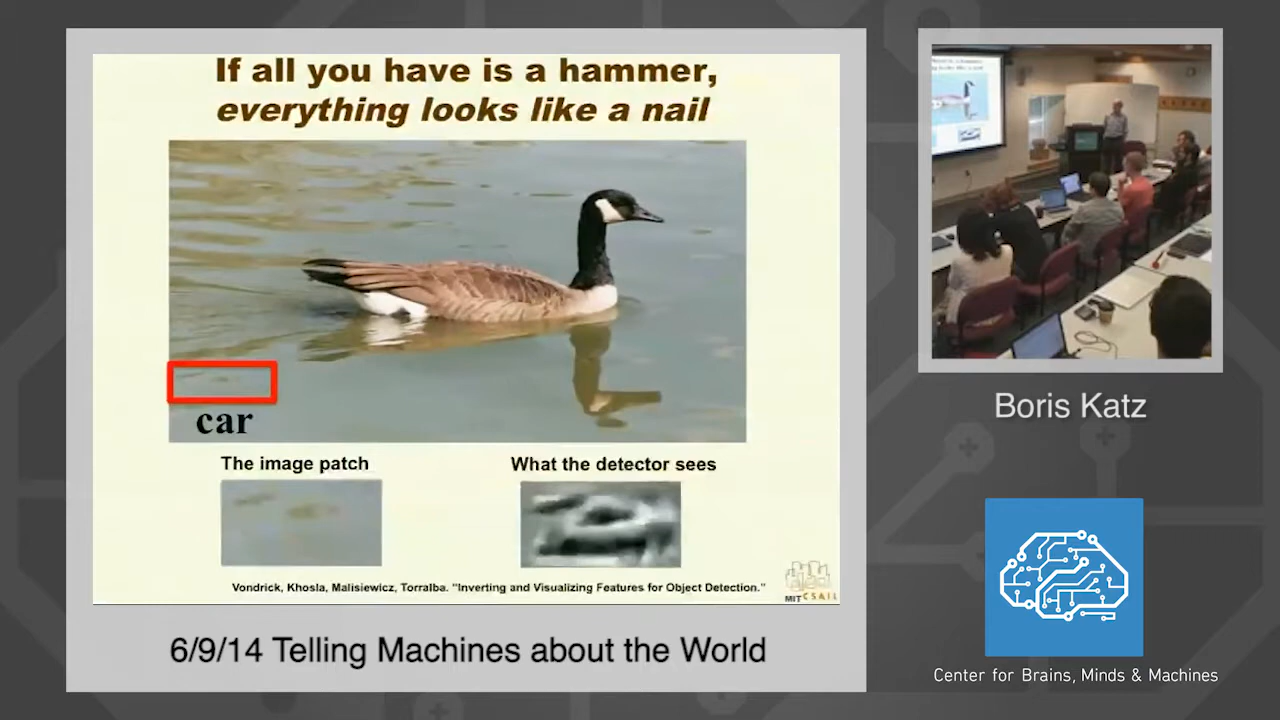 If all you have is a hammer,
everything looks like a nail
car
The image patch
What the detector sees
Vondrick, Khosla, Malisiewicz, Torralba. "Inverting and Visualizing Features for Object Detection."
MIT CSAIL
6/9/14 Telling Machines about the World
Boris Katz
Center for Brains, Minds & Machines